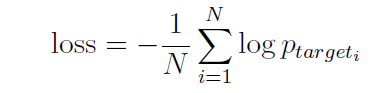 loss = −\frac{1}{N} \sum_{i=1}^{N} \log p_{target_i}